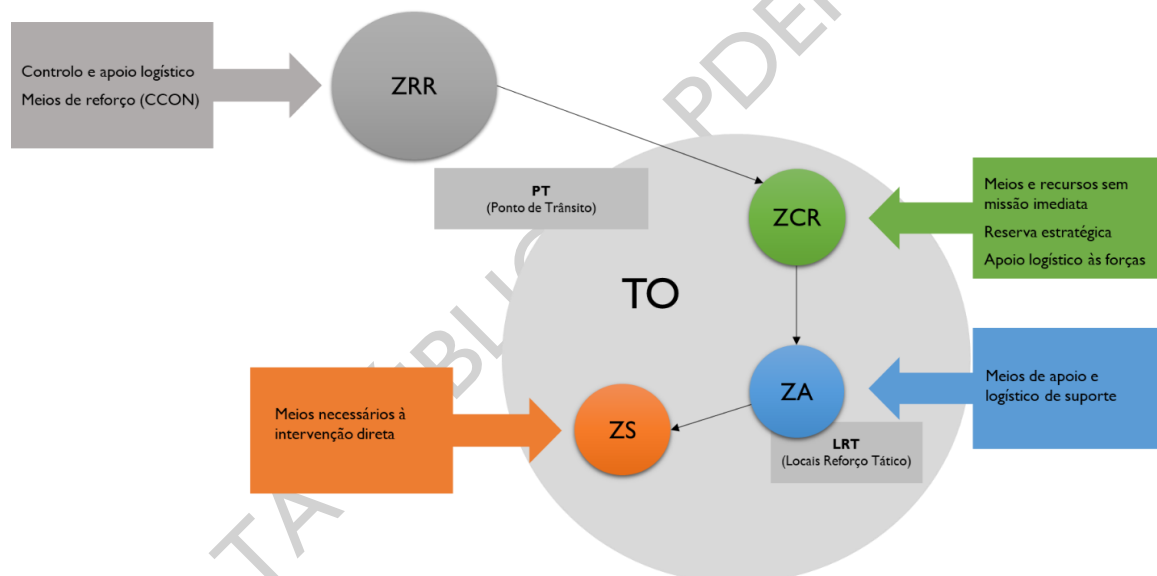 Controlo e apoio logístico
Meios de reforço (CCON)
ZRR
PT
(Ponto de Trânsito)
ZCR
Meios e recursos sem
missão imediata
Reserva estratégica
Apoio logístico às forças
TO
ZA
Meios de apoio e
logístico de suporte
Meios necessários à
intervenção direta
ZS
LRT
(Locais Reforço Tático)